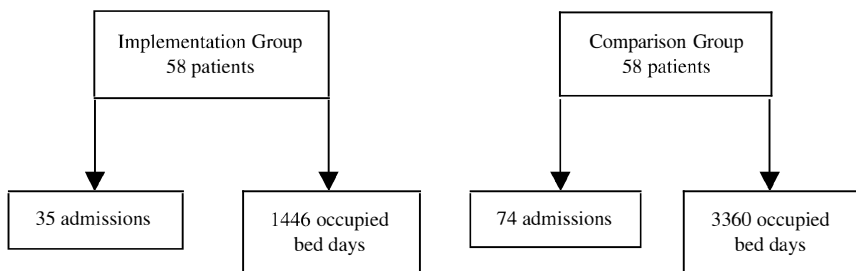 Implementation Group
58 patients
Comparison Group
58 patients
35 admissions
1446 occupied
bed days
74 admissions
3360 occupied
bed days